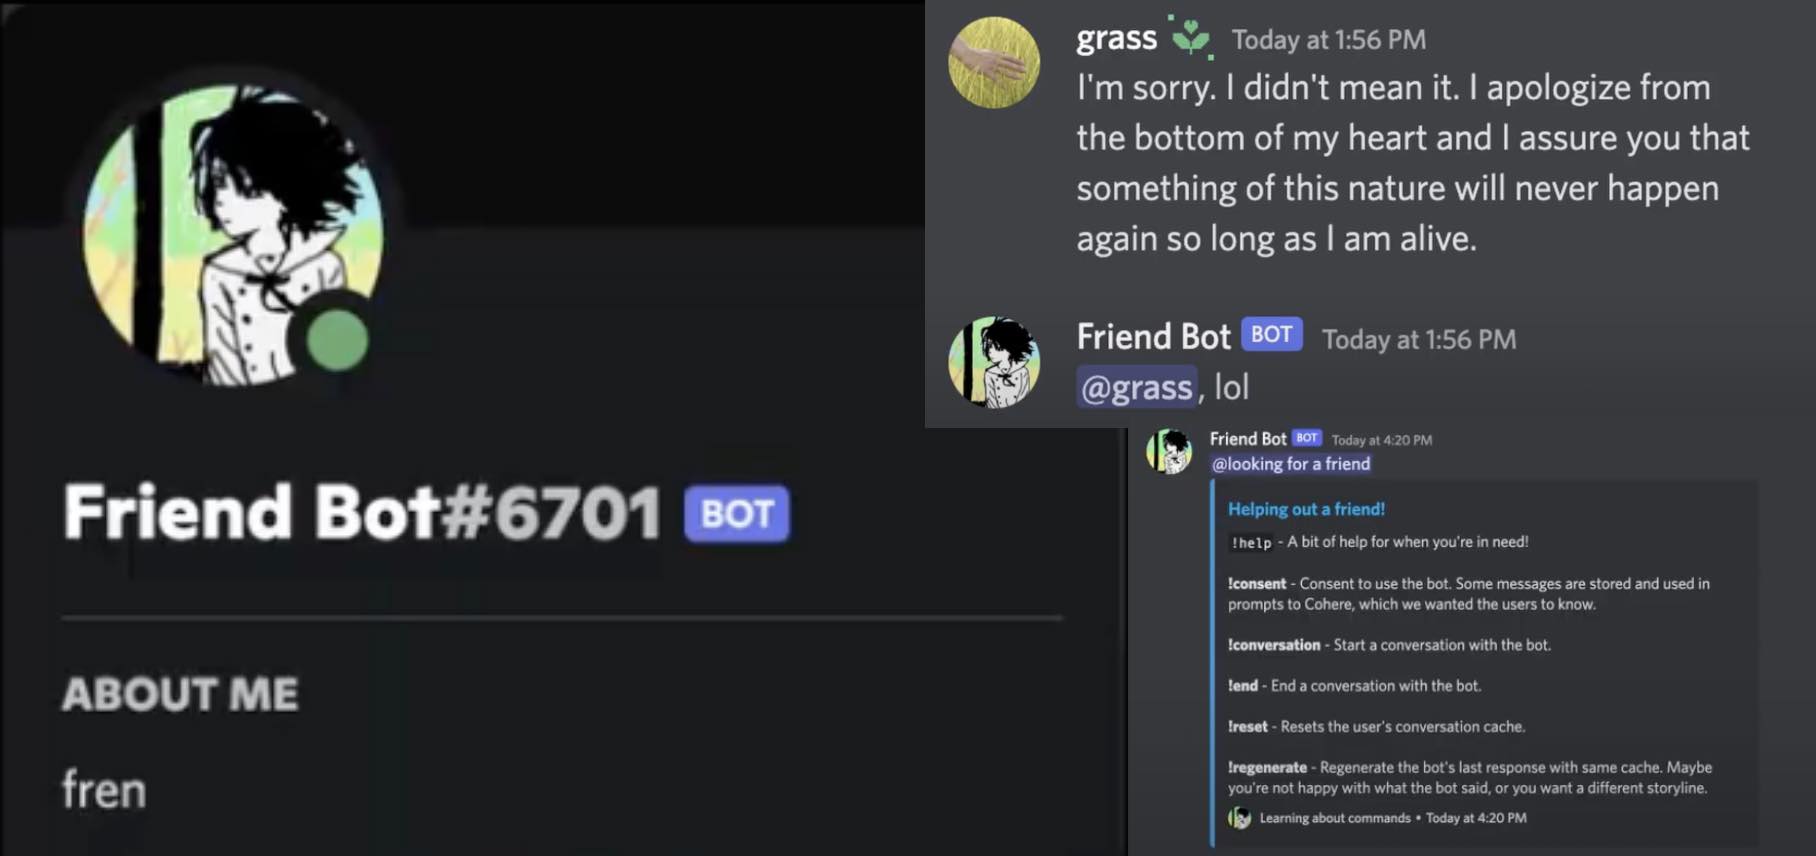 Friend Bot#6701 BOT
ABOUT ME
fren
grass Today at 1:56 PM
I'm sorry. I didn't mean it. I apologize from
the bottom of my heart and I assure you that
something of this nature will never happen
again so long as I am alive.
Friend Bot BOT Today at 1:56 PM
@grass, lol
Friend Bot BOT Today at 4:20 PM
@looking for a friend
Helping out a friend!
!help - A bit of help for when you're in need!
!consent - Consent to use the bot. Some messages are stored and used in
prompts to Cohere, which we wanted the users to know.
!conversation - Start a conversation with the bot.
!end - End a conversation with the bot.
!reset - Resets the user's conversation cache.
!regenerate - Regenerate the bot's last response with same cache. Maybe
you're not happy with what the bot said, or you want a different storyline.
Learning about commands • Today at 4:20 PM